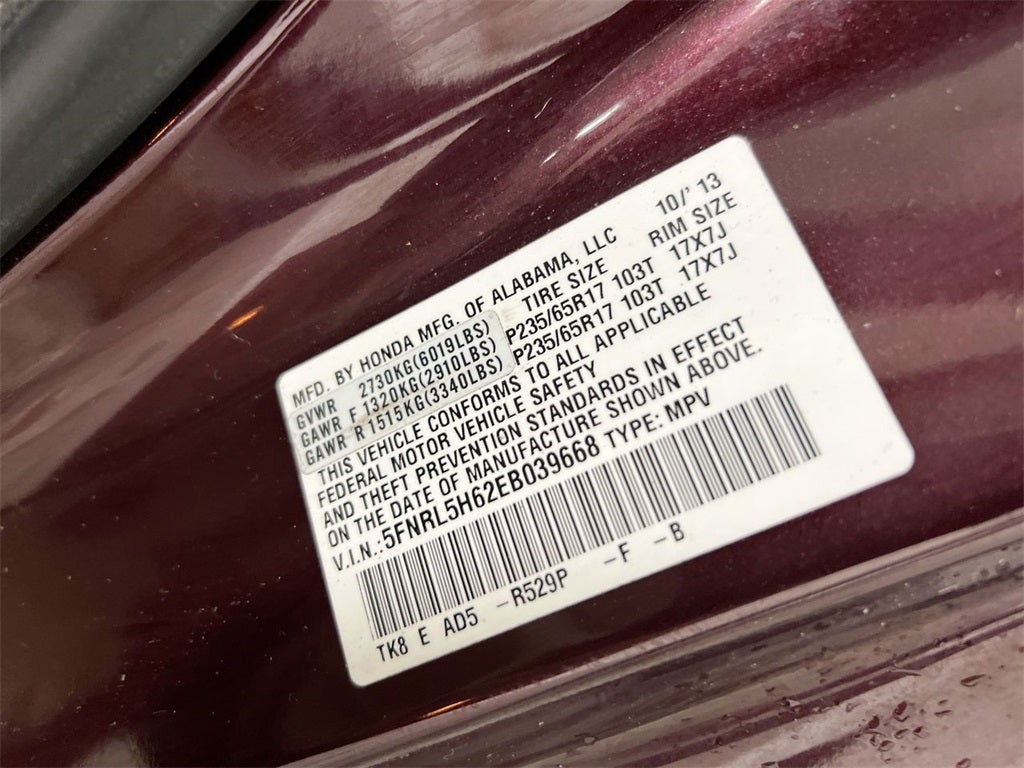 MFD. BY HONDA MFG. OF ALABAMA, LLC 10/' 13
GVWR 2730KG(6019LBS) TIRE SIZE RIM SIZE
GAWR F 1320KG(2910LBS) P235/65R17 103T 17X7J
GAWR R 1515KG(3340LBS) P235/65R17 103T 17X7J
THIS VEHICLE CONFORMS TO ALL APPLICABLE
FEDERAL MOTOR VEHICLE SAFETY
AND THEFT PREVENTION STANDARDS IN EFFECT
ON THE DATE OF MANUFACTURE SHOWN ABOVE.
V.I.N.:5FNRL5H62EB039668 TYPE: MPV
TK8 E AD5 -R529P -F -B